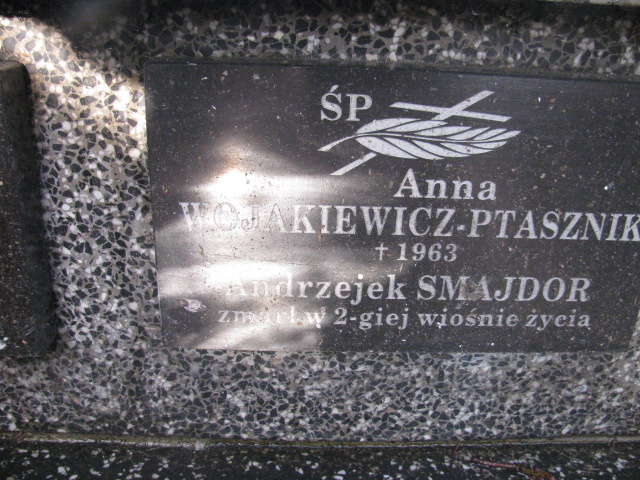 ŚP
Anna
WOJAKIEWICZ-PTASZNIK
† 1963
Andrzejek SMAJDOR
zmarł w 2-giej wiośnie życia